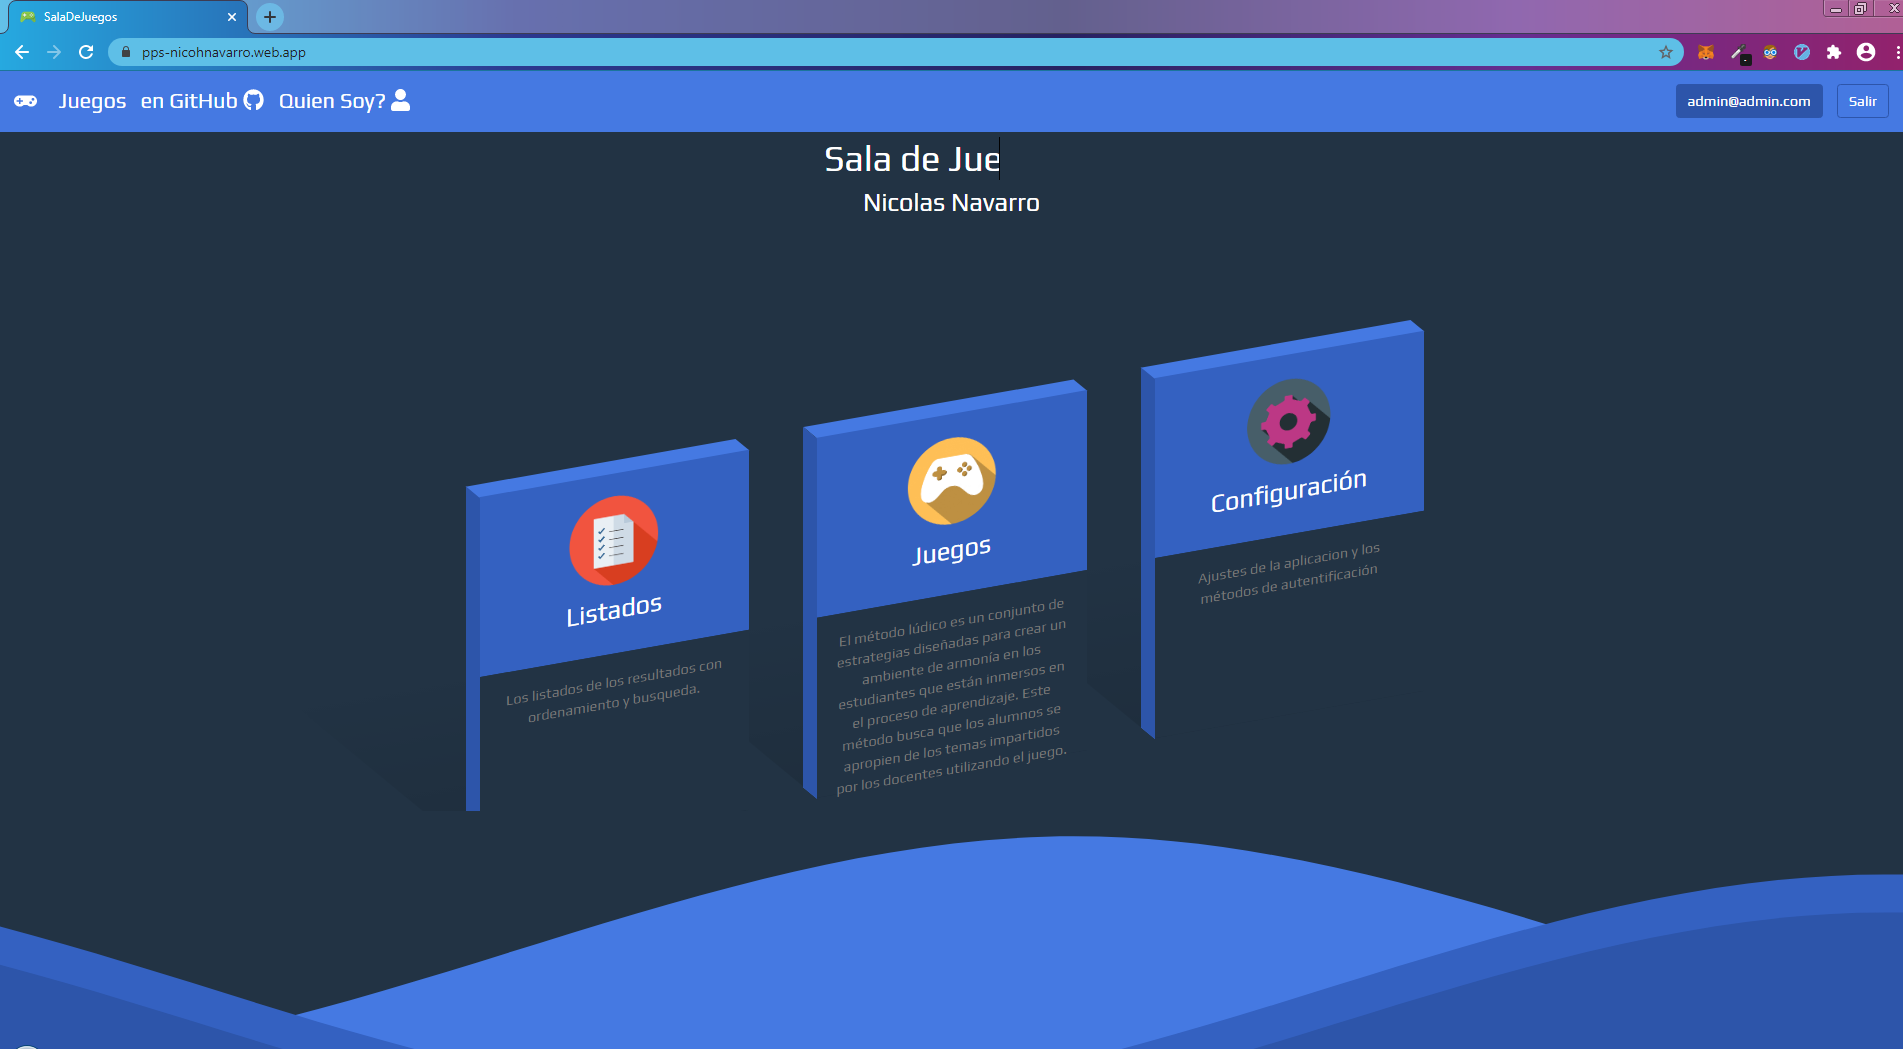 SalaDeJuegos
pps-nicohnavarro.web.app
Juegos en GitHub Quien Soy?
admin@admin.com Salir
Sala de Jue
Nicolas Navarro
Listados
Los listados de los resultados con
ordenamiento y busqueda.
Juegos
El método lúdico es un conjunto de
estrategias diseñadas para crear un
ambiente de armonía en los
estudiantes que están inmersos en
el proceso de aprendizaje. Este
método busca que los alumnos se
apropien de los temas impartidos
por los docentes utilizando el juego.
Configuración
Ajustes de la aplicacion y los
métodos de autentificación